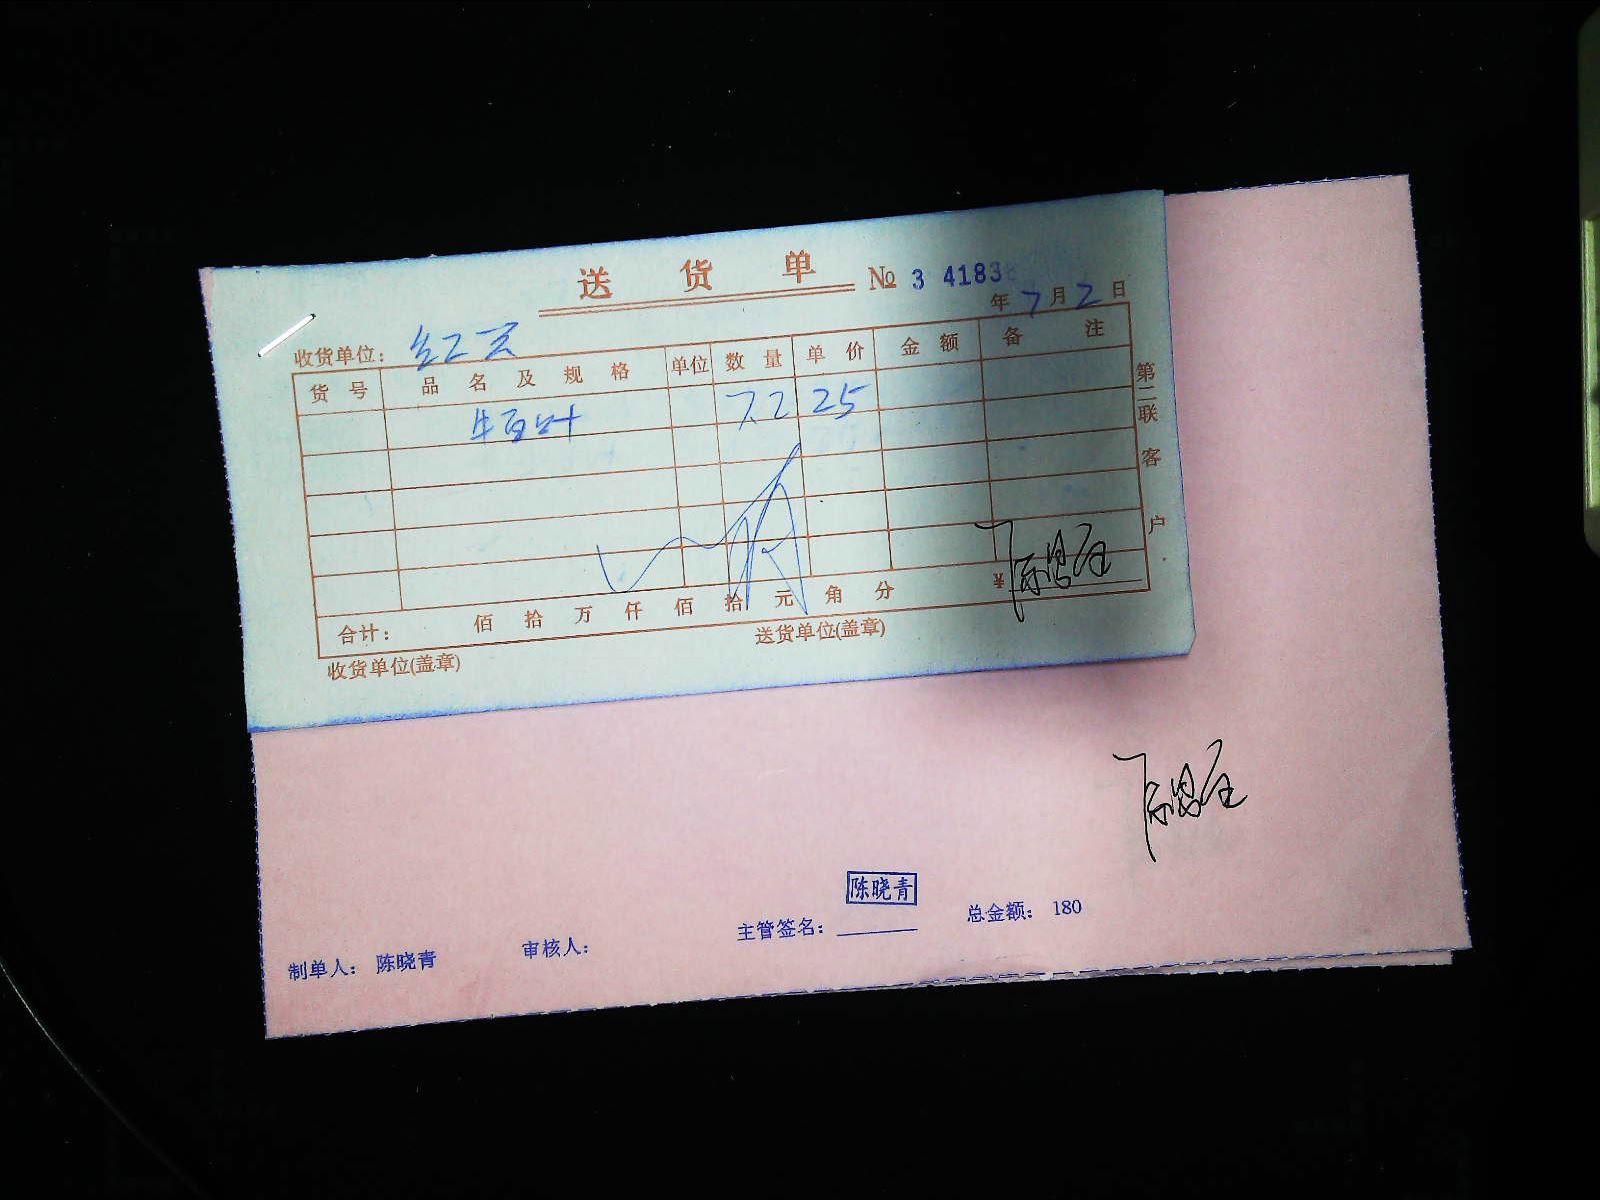 送 货 单 № 3 4183
年 7 月 2 日
收货单位： 红云
货 号 品 名 及 规 格 单位 数 量 单 价 金 额 备 注
牛百叶 7.2 25
合计： 佰 拾 万 仟 佰 拾 元 角 分 ¥
收货单位(盖章) 送货单位(盖章)
第二联 客户
陈晓青
制单人： 陈晓青 审核人： 主管签名： 总金额： 180